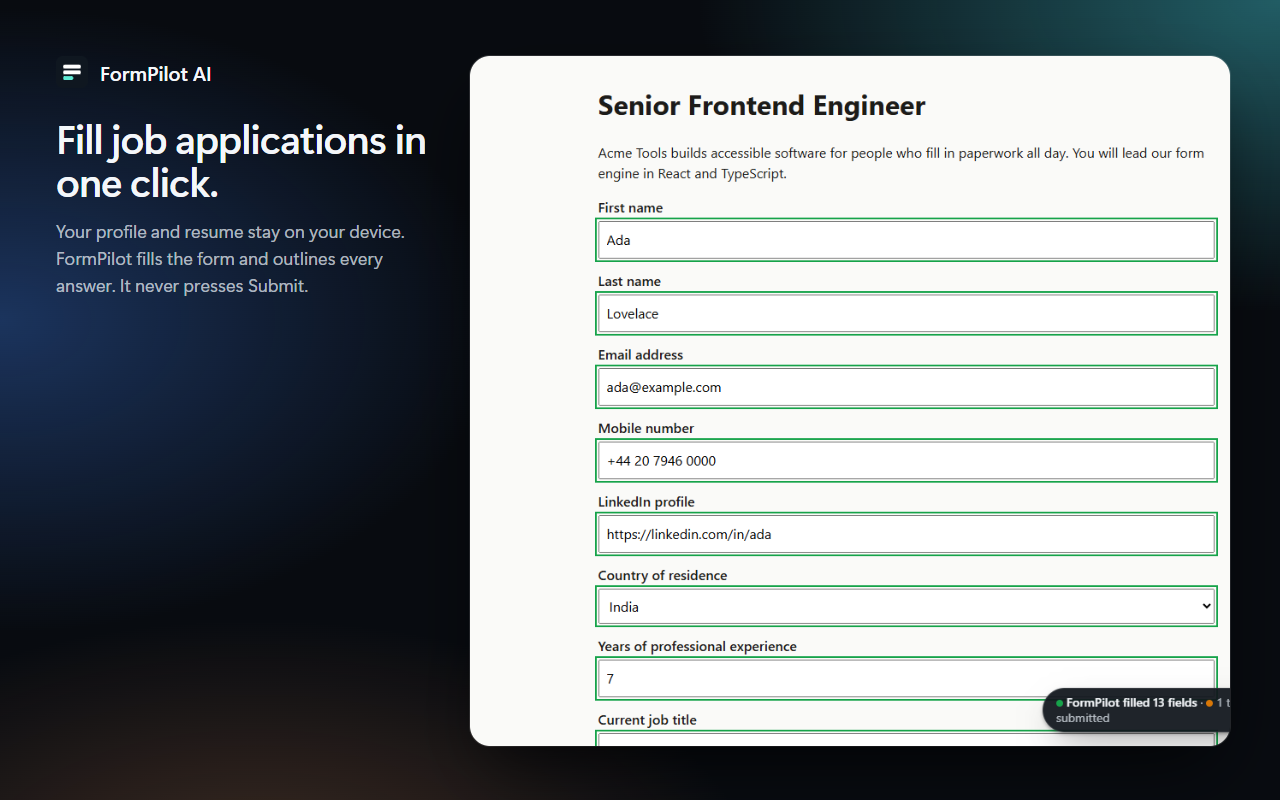 FormPilot AI
Fill job applications in
one click.
Your profile and resume stay on your device.
FormPilot fills the form and outlines every
answer. It never presses Submit.
Senior Frontend Engineer
Acme Tools builds accessible software for people who fill in paperwork all day. You will lead our form
engine in React and TypeScript.
First name
Ada
Last name
Lovelace
Email address
ada@example.com
Mobile number
+44 20 7946 0000
LinkedIn profile
https://linkedin.com/in/ada
Country of residence
India
Years of professional experience
7
Current job title
FormPilot filled 13 fields · 1
submitted